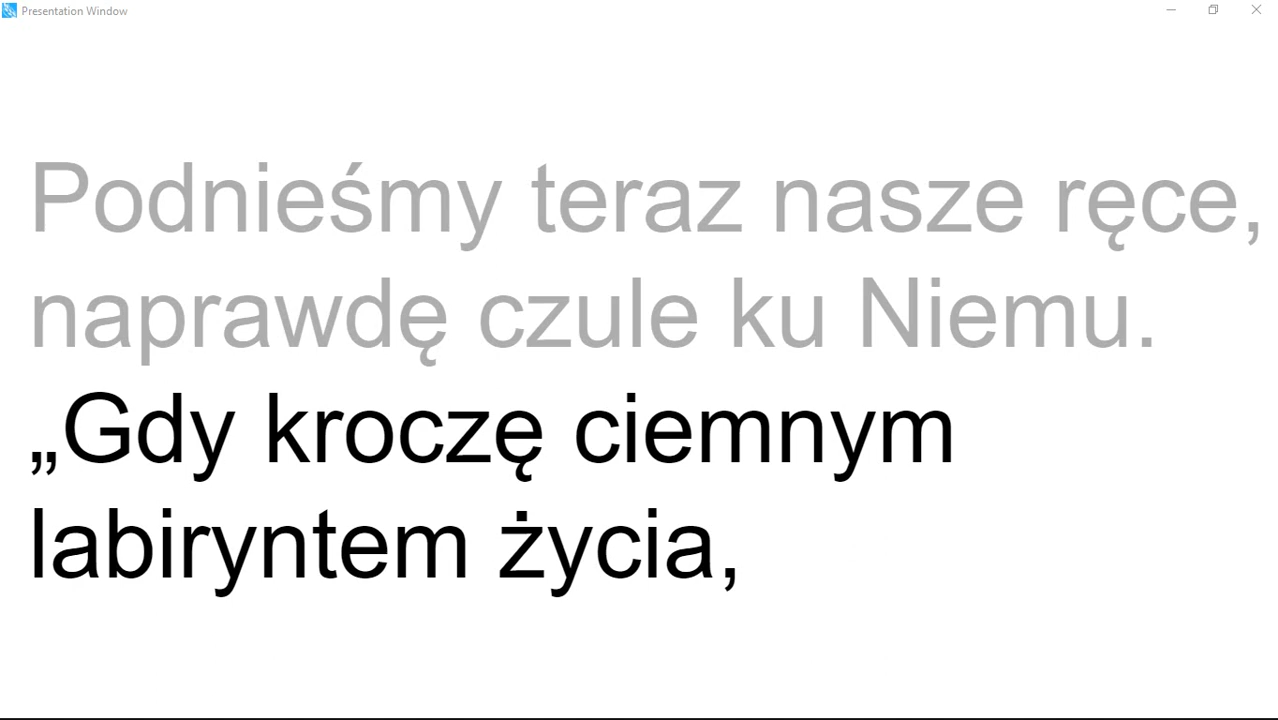 Presentation Window
Podnieśmy teraz nasze ręce,
naprawdę czule ku Niemu.
„Gdy kroczę ciemnym
labiryntem życia,